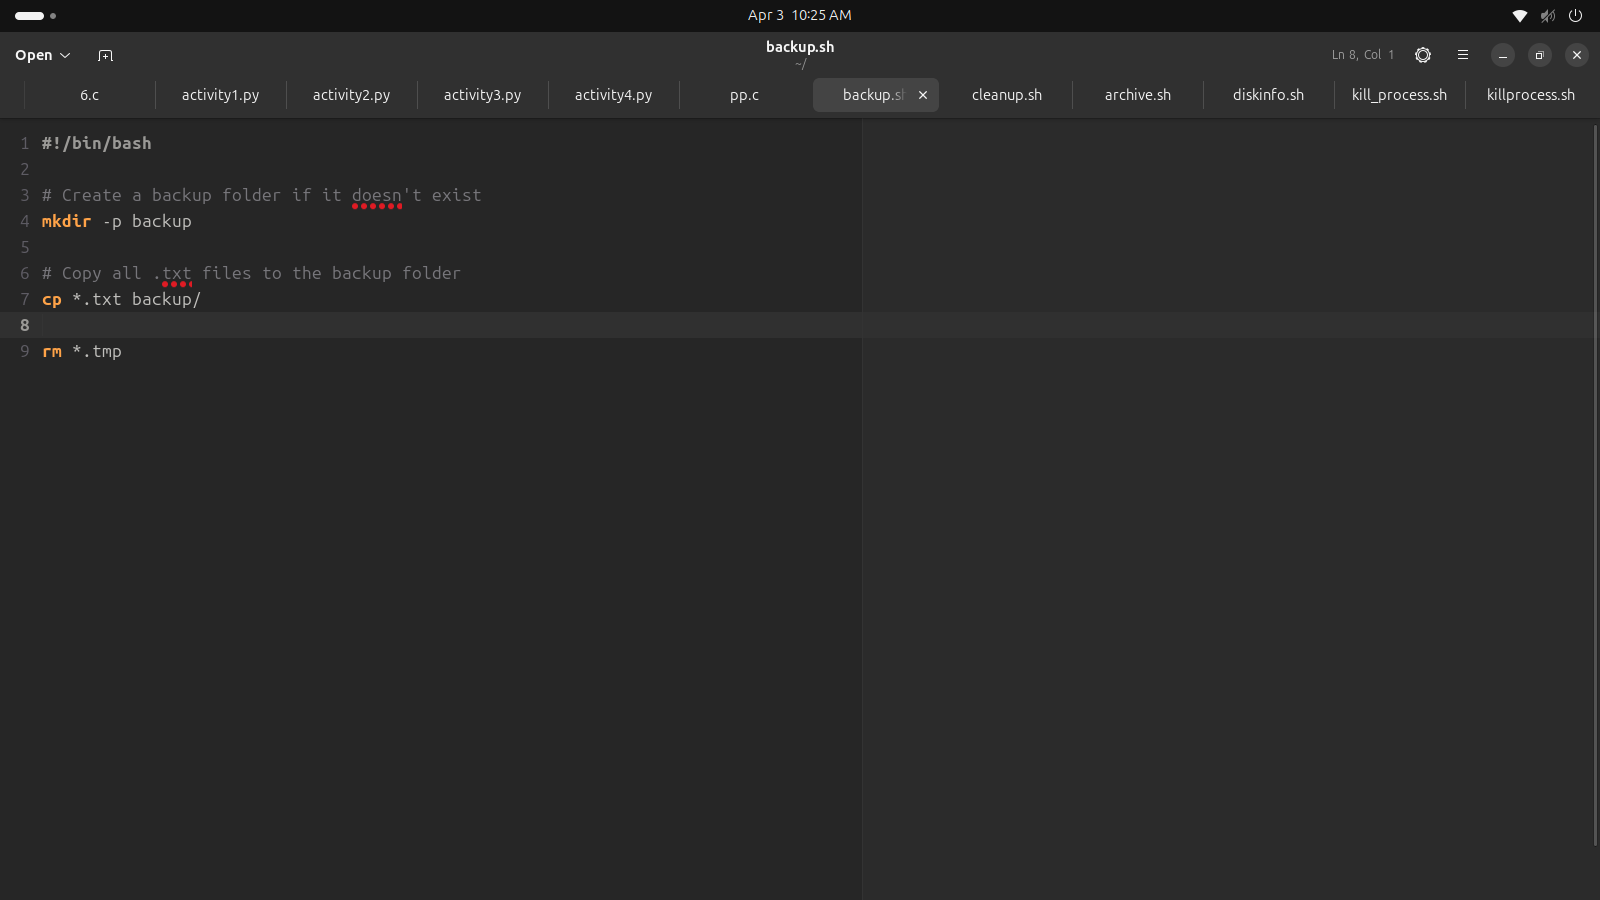 Apr 3 10:25 AM
Open
backup.sh
~/
Ln 8, Col 1
6.c
activity1.py
activity2.py
activity3.py
activity4.py
pp.c
backup.sh
cleanup.sh
archive.sh
diskinfo.sh
kill_process.sh
killprocess.sh
1 #!/bin/bash
2
3 # Create a backup folder if it doesn't exist
4 mkdir -p backup
5
6 # Copy all .txt files to the backup folder
7 cp *.txt backup/
8
9 rm *.tmp